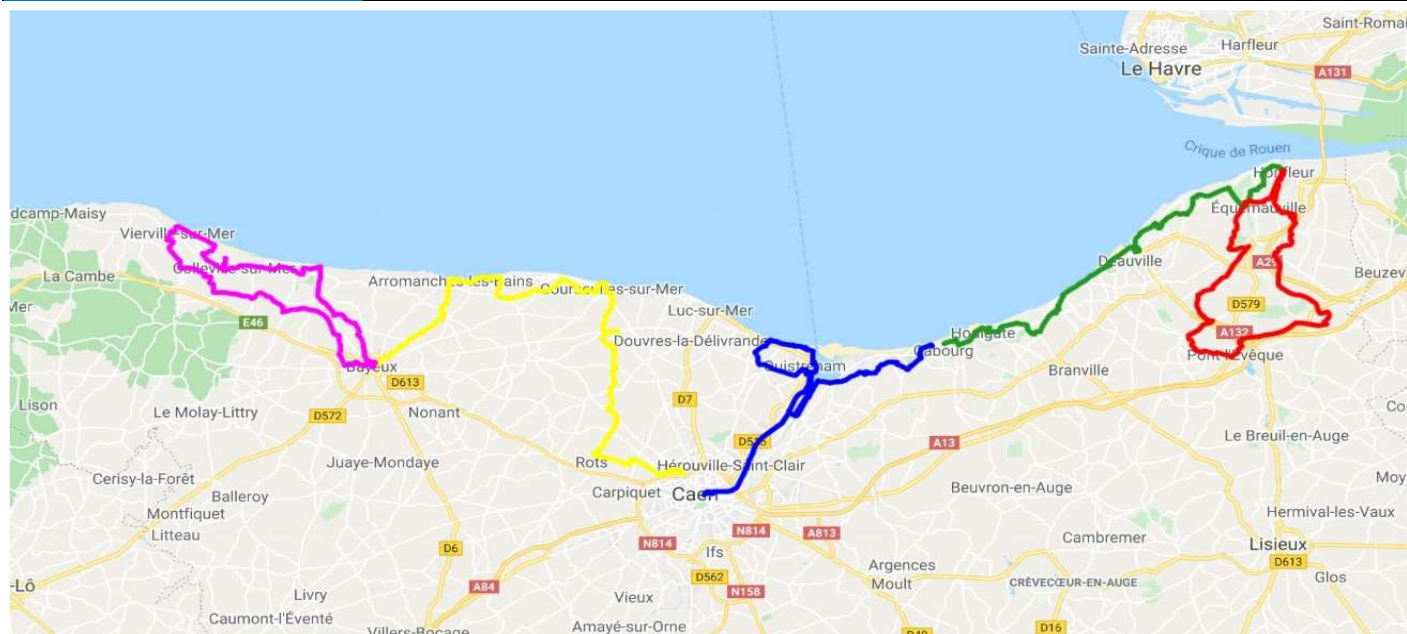 Saint-Romai
Sainte-Adresse
Harfleur
Le Havre
A131
Crique de Rouen
Honfleur
dcamp-Maisy
Vierville-sur-Mer
Équemauville
La Cambe
Colleville-sur-Mer
Arromanches-les-Bains
Courseulles-sur-Mer
Deauville
A29
Beuzevi
Mer
E46
Luc-sur-Mer
D579
Houlgate
A132
Douvres-la-Délivrande
Cabourg
Pont-l'Évêque
Bayeux
Ouistreham
Branville
D613
Lison
Le Molay-Littry
D572
Nonant
D7
D515
A13
Le Breuil-en-Auge
Juaye-Mondaye
Rots
Hérouville-Saint-Clair
Cerisy-la-Forêt
Balleroy
Carpiquet
Caen
Beuvron-en-Auge
Moy
Montfiquet
Litteau
Hermival-les-Vaux
N814
A813
D6
N814
Cambremer
Lisieux
Ifs
D613
-Lô
A84
D562
N158
Argences
Moult
CRÈVECŒUR-EN-AUGE
Glos
Livry
Vieux
Caumont-l'Éventé
Villers-Bocage
Amayé-sur-Orne
D40
D16